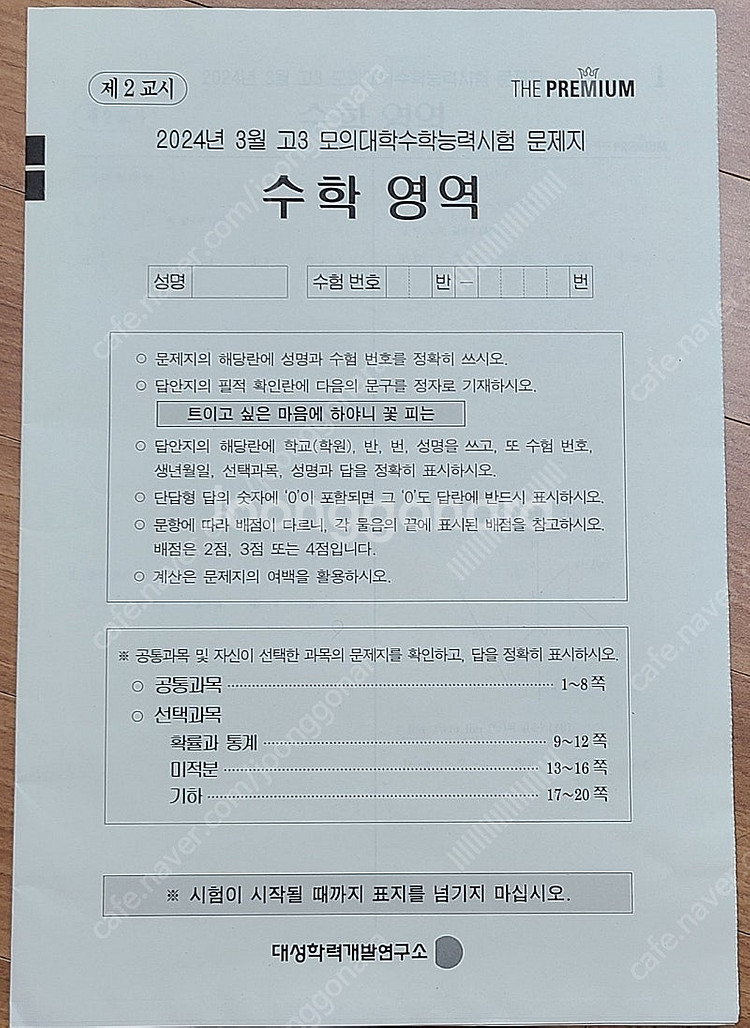 제 2 교시
THE PREMIUM
2024년 3월 고3 모의대학수학능력시험 문제지
수학 영역
성명
수험 번호 반 － 번
○ 문제지의 해당란에 성명과 수험 번호를 정확히 쓰시오.
○ 답안지의 필적 확인란에 다음의 문구를 정자로 기재하시오.
트이고 싶은 마음에 하야니 꽃 피는
○ 답안지의 해당란에 학교(학원), 반, 번, 성명을 쓰고, 또 수험 번호,
생년월일, 선택과목, 성명과 답을 정확히 표시하시오.
○ 단답형 답의 숫자에 ‘0’이 포함되면 그 ‘0’도 답란에 반드시 표시하시오.
○ 문항에 따라 배점이 다르니, 각 물음의 끝에 표시된 배점을 참고하시오.
배점은 2점, 3점 또는 4점입니다.
○ 계산은 문제지의 여백을 활용하시오.
※ 공통과목 및 자신이 선택한 과목의 문제지를 확인하고, 답을 정확히 표시하시오.
○ 공통과목 1~8쪽
○ 선택과목
확률과 통계 9~12쪽
미적분 13~16쪽
기하 17~20쪽
※ 시험이 시작될 때까지 표지를 넘기지 마십시오.
대성학력개발연구소
joonggonara
cafe.naver.com/joonggonara